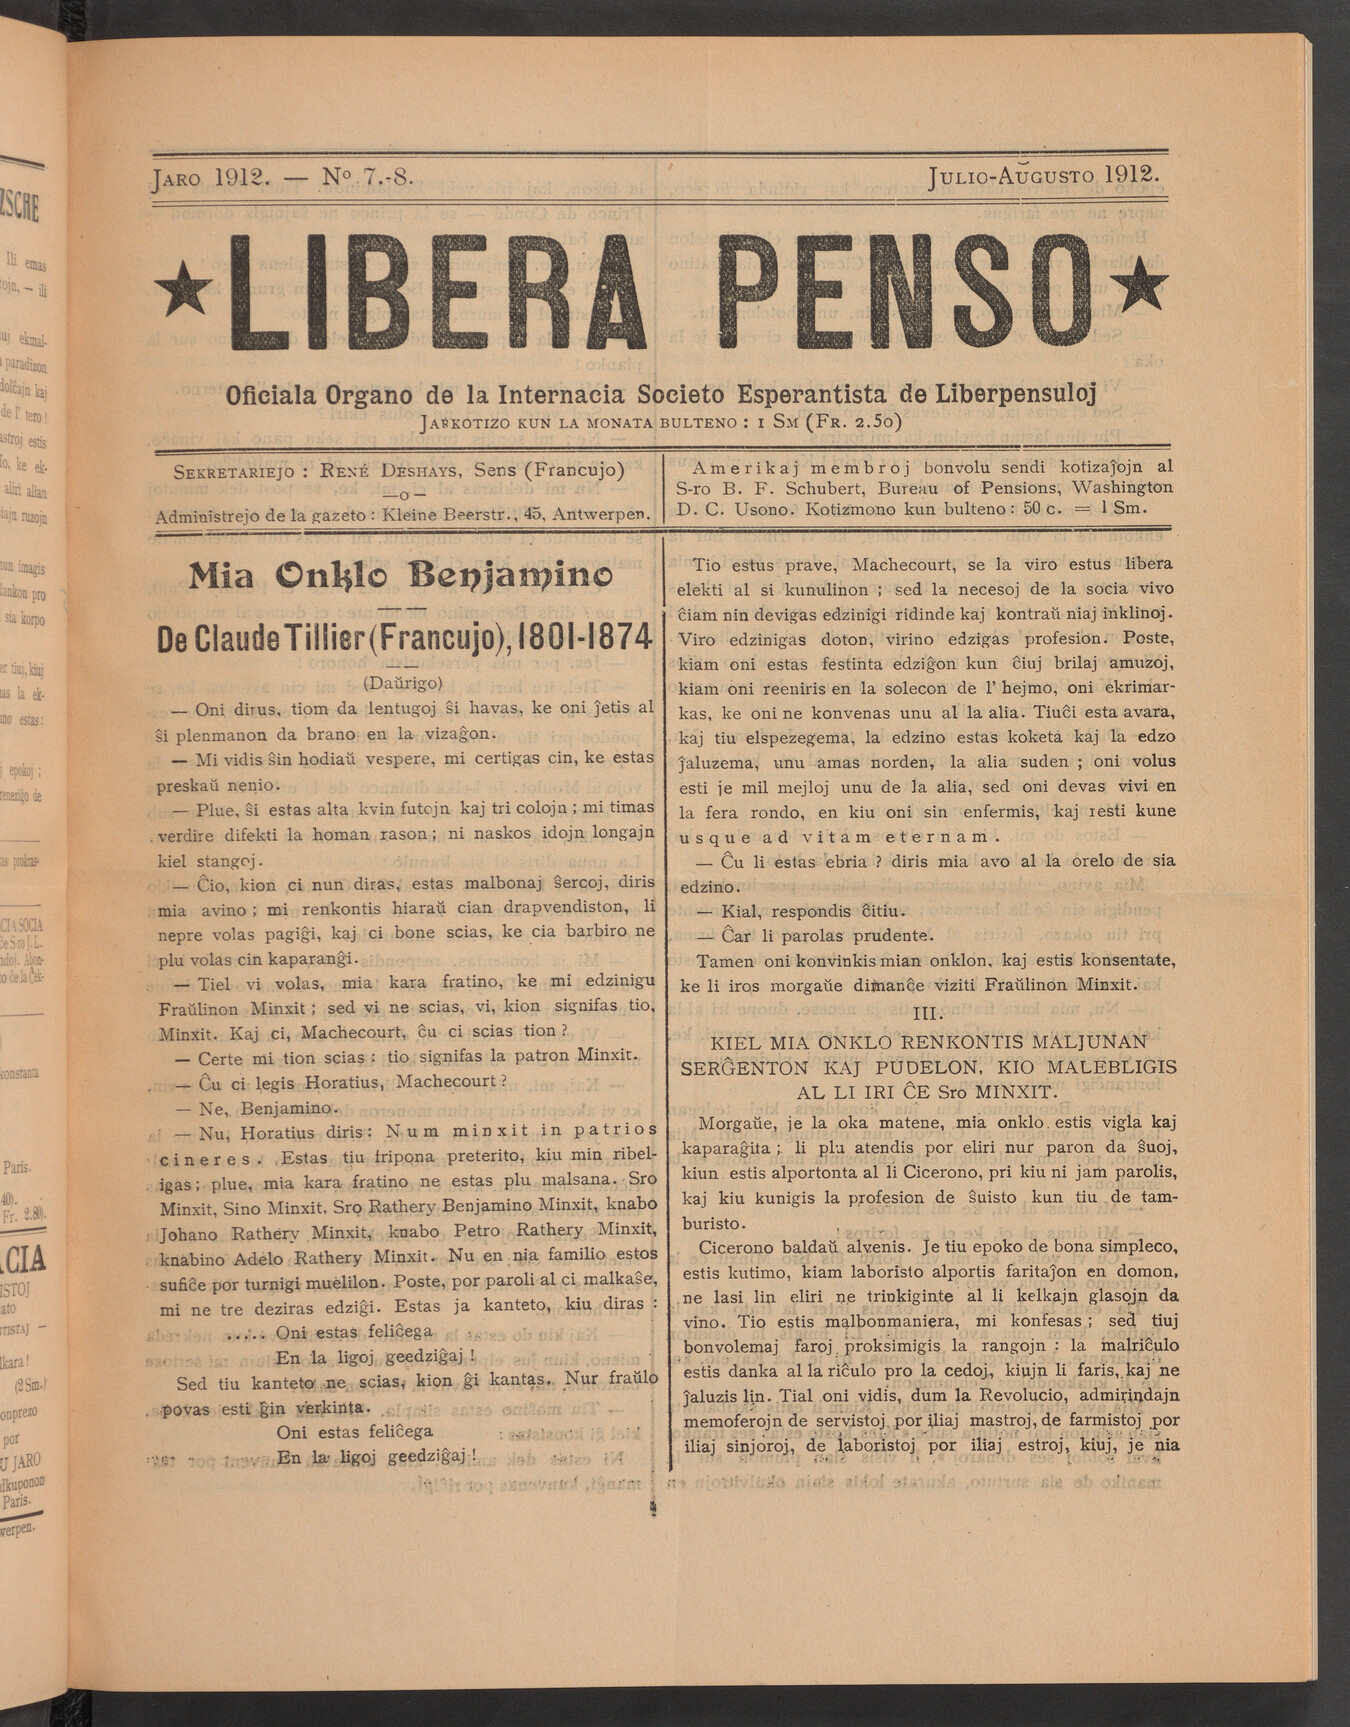 JARO 1912. — No 7.-8.
JULIO-AŬGUSTO 1912.
★ LIBERA PENSO ★
Oficiala Organo de la Internacia Societo Esperantista de Liberpensuloj
JARKOTIZO KUN LA MONATA BULTENO : 1 SM (FR. 2.50)
SEKRETARIEJO : RENÉ DESHAYS, Sens (Francujo)
—o—
Administrejo de la gazeto : Kleine Beerstr., 45, Antwerpen.
Amerikaj membroj bonvolu sendi kotizaĵojn al
S-ro B. F. Schubert, Bureau of Pensions, Washington
D. C. Usono. Kotizmono kun bulteno : 50 c. = 1 Sm.
Mia Onklo Benjamino
De Claude Tillier (Francujo), 1801-1874
(Daŭrigo)
— Oni dirus, tiom da lentugoj ŝi havas, ke oni ĵetis al
ŝi plenmanon da brano en la vizaĝon.
— Mi vidis ŝin hodiaŭ vespere, mi certigas cin, ke estas
preskaŭ nenio.
— Plue, ŝi estas alta kvin futojn kaj tri colojn ; mi timas
verdire difekti la homan rason ; ni naskos idojn longajn
kiel stangoj.
— Ĉio, kion ci nun diras, estas malbonaj ŝercoj, diris
mia avino ; mi renkontis hiaraŭ cian drapvendiston, li
nepre volas pagiĝi, kaj ci bone scias, ke cia barbiro ne
plu volas cin kaparanĝi.
— Tiel vi volas, mia kara fratino, ke mi edzinigu
Fraŭlinon Minxit ; sed vi ne scias, vi, kion signifas tio,
Minxit. Kaj ci, Machecourt, ĉu ci scias tion ?
— Certe mi tion scias : tio signifas la patron Minxit.
— Ĉu ci legis Horatius, Machecourt ?
— Ne, Benjamino.
— Nu, Horatius diris : Num minxit in patrios
cineres. Estas tiu fripona preterito, kiu min ribel-
igas ; plue, mia kara fratino ne estas plu malsana. Sro
Minxit, Sino Minxit, Sro Rathery Benjamino Minxit, knabo
Johano Rathery Minxit, knabo Petro Rathery Minxit,
knabino Adelo Rathery Minxit. Nu en nia familio estos
sufiĉe por turnigi muelilon. Poste, por paroli al ci malkaŝe,
mi ne tre deziras edziĝi. Estas ja kanteto, kiu diras :
..... Oni estas feliĉega
En la ligoj geedziĝaj !
Sed tiu kanteto ne scias, kion ĝi kantas. Nur fraŭlo
povas esti ĝin verkinta.
Oni estas feliĉega
En la ligoj geedziĝaj !
Tio estus prave, Machecourt, se la viro estus libera
elekti al si kunulinon ; sed la necesoj de la socia vivo
ĉiam nin devigas edzinigi ridinde kaj kontraŭ niaj inklinoj.
Viro edzinigas doton, virino edzigas profesion. Poste,
kiam oni estas festinta edziĝon kun ĉiuj brilaj amuzoj,
kiam oni reeniris en la solecon de l' hejmo, oni ekrimar-
kas, ke oni ne konvenas unu al la alia. Tiuĉi esta avara,
kaj tiu elspezegema, la edzino estas koketa kaj la edzo
ĵaluzema, unu amas norden, la alia suden ; oni volus
esti je mil mejloj unu de la alia, sed oni devas vivi en
la fera rondo, en kiu oni sin enfermis, kaj resti kune
usque ad vitam eternam.
— Ĉu li estas ebria ? diris mia avo al la orelo de sia
edzino.
— Kial, respondis ĉitiu.
— Ĉar li parolas prudente.
Tamen oni konvinkis mian onklon, kaj estis konsentate,
ke li iros morgaŭe dimanĉe viziti Fraŭlinon Minxit.
III.
KIEL MIA ONKLO RENKONTIS MALJUNAN
SERĜENTON KAJ PUDELON, KIO MALEBLIGIS
AL LI IRI ĈE Sro MINXIT.
Morgaŭe, je la oka matene, mia onklo estis vigla kaj
kaparaĝita ; li plu atendis por eliri nur paron da ŝuoj,
kiun estis alportonta al li Cicerono, pri kiu ni jam parolis,
kaj kiu kunigis la profesion de ŝuisto kun tiu de tam-
buristo.
Cicerono baldaŭ alvenis. Je tiu epoko de bona simpleco,
estis kutimo, kiam laboristo alportis faritaĵon en domon,
ne lasi lin eliri ne trinkiginte al li kelkajn glasojn da
vino. Tio estis malbonmaniera, mi konfesas ; sed tiuj
bonvolemaj faroj proksimigis la rangojn : la malriĉulo
estis danka al la riĉulo pro la cedoj, kiujn li faris, kaj ne
ĵaluzis lin. Tial oni vidis, dum la Revolucio, admirindajn
memoferojn de servistoj por iliaj mastroj, de farmistoj por
iliaj sinjoroj, de laboristoj por iliaj estroj, kiuj, je nia